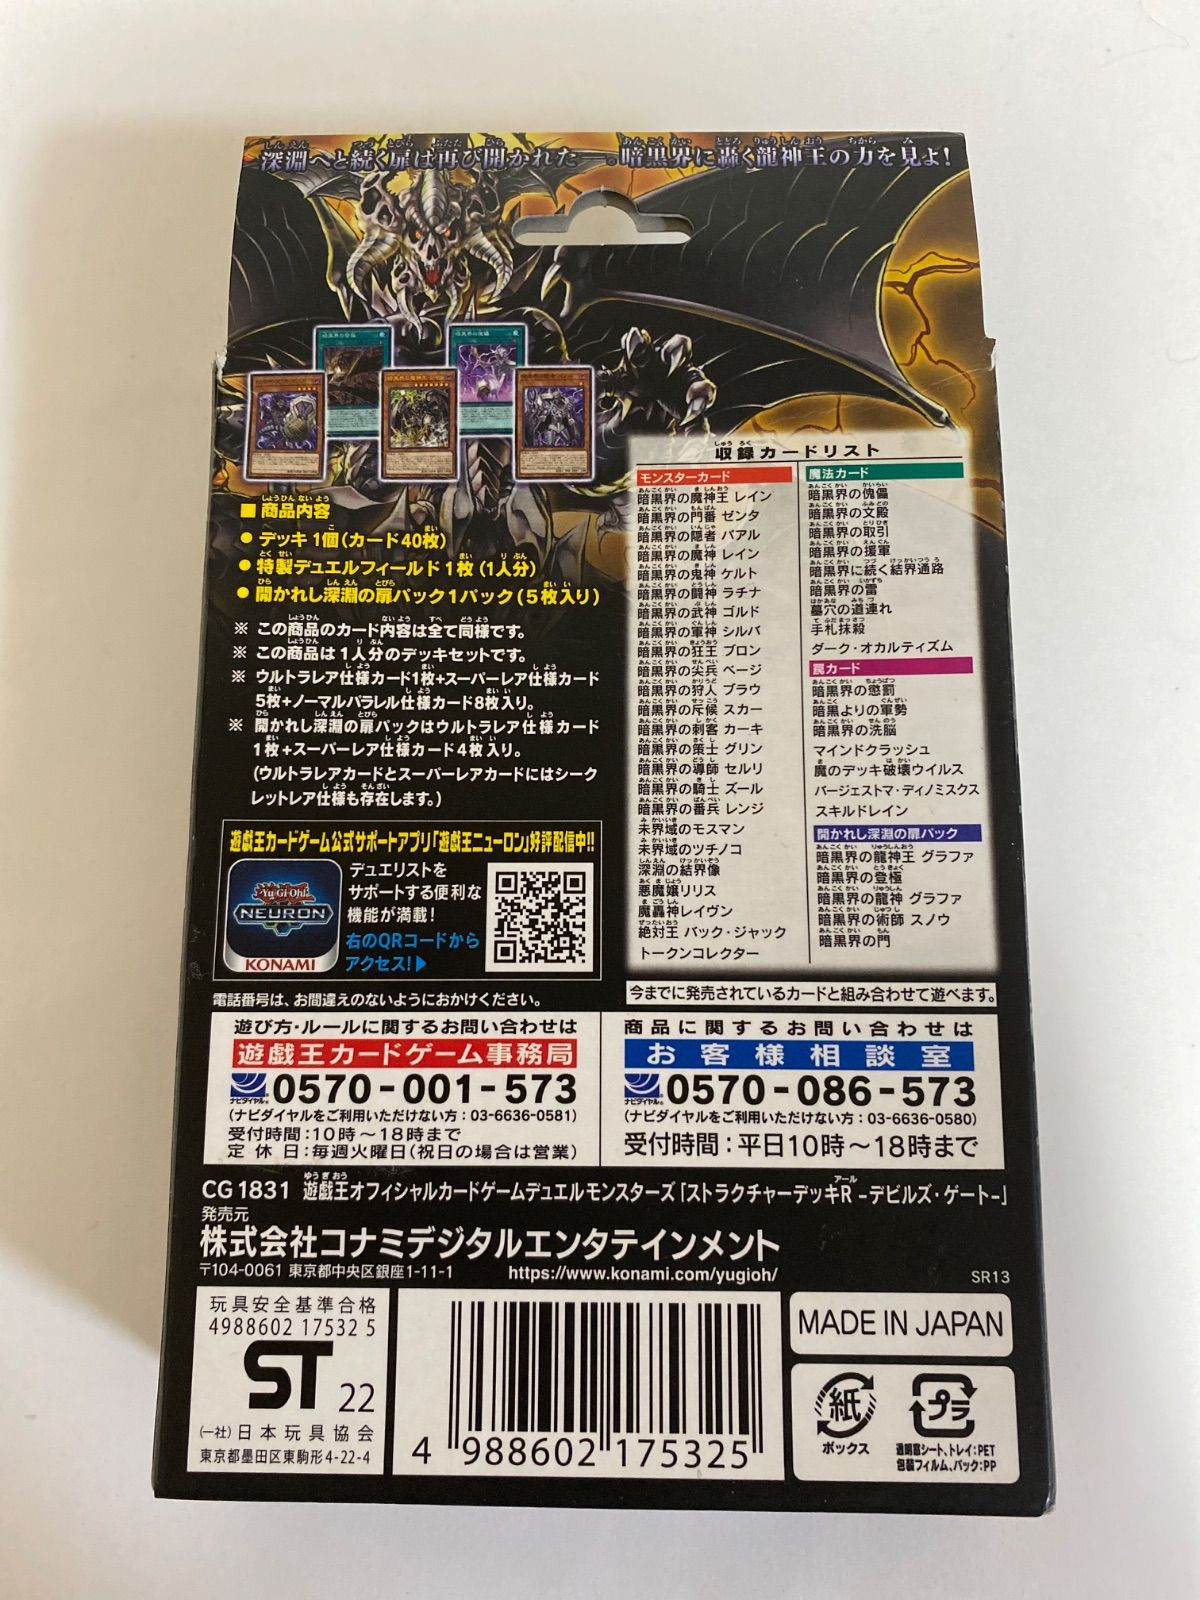 深淵へと続く扉は再び開かれた―。暗黒界に轟く龍神王の力を見よ！
■ 商品内容
● デッキ 1個(カード40枚)
● 特製デュエルフィールド1枚(1人分)
● 開かれし深淵の扉パック1パック(5枚入り)
※ この商品のカード内容は全て同様です。
※ この商品は1人分のデッキセットです。
※ ウルトラレア仕様カード1枚+スーパーレア仕様カード
5枚+ノーマルパラレル仕様カード8枚入り。
※ 開かれし深淵の扉パックはウルトラレア仕様カード
1枚+スーパーレア仕様カード4枚入り。
(ウルトラレアカードとスーパーレアカードにはシーク
レットレア仕様も存在します。)
収録カードリスト
モンスターカード
暗黒界の魔神王 レイン
暗黒界の門番 ゼンタ
暗黒界の隠者 パアル
暗黒界の魔神 レイン
暗黒界の鬼神 ケルト
暗黒界の闘神 ラチナ
暗黒界の武神 ゴルド
暗黒界の軍神 シルバ
暗黒界の狂王 ブロン
暗黒界の尖兵 ベージ
暗黒界の狩人 ブラウ
暗黒界の斥候 スカー
暗黒界の刺客 カーキ
暗黒界の策士 グリン
暗黒界の導師 セルリ
暗黒界の騎士 ズール
暗黒界の番兵 レンジ
未界域のモスマン
未界域のツチノコ
深淵の結界像
悪魔嬢リリス
魔轟神レイヴン
絶対王 バック・ジャック
トークンコレクター
魔法カード
暗黒界の傀儡
暗黒界の文殿
暗黒界の取引
暗黒界の援軍
暗黒界に続く結界通路
暗黒界の雷
墓穴の道連れ
手札抹殺
ダーク・オカルティズム
罠カード
暗黒界の懲罰
暗黒よりの軍勢
暗黒界の洗脳
マインドクラッシュ
魔のデッキ破壊ウイルス
バージェストマ・ディノミスクス
スキルドレイン
開かれし深淵の扉パック
暗黒界の龍神王 グラファ
暗黒界の登極
暗黒界の龍神 グラファ
暗黒界の術師 スノウ
暗黒界の門
遊戯王カードゲーム公式サポートアプリ「遊戯王ニューロン」好評配信中!!
Yu-Gi-Oh!
NEURON
KONAMI
デュエリストを
サポートする便利な
機能が満載！
右のQRコードから
アクセス！▶
今までに発売されているカードと組み合わせて遊べます。
電話番号は、お間違えのないようにおかけください。
遊び方・ルールに関するお問い合わせは
遊戯王カードゲーム事務局
ナビダイヤル 0570-001-573
(ナビダイヤルをご利用いただけない方：03-6636-0581)
受付時間：10時～18時まで
定 休 日：毎週火曜日(祝日の場合は営業)
商品に関するお問い合わせは
お客様相談室
ナビダイヤル 0570-086-573
(ナビダイヤルをご利用いただけない方：03-6636-0580)
受付時間：平日10時～18時まで
CG1831 遊戯王オフィシャルカードゲームデュエルモンスターズ「ストラクチャーデッキR -デビルズ・ゲート-」
発売元
株式会社コナミデジタルエンタテインメント
〒104-0061 東京都中央区銀座1-11-1 https://www.konami.com/yugioh/
SR13
玩具安全基準合格
4988602 17532 5
ST 22
(一社)日本玩具協会
東京都墨田区東駒形4-22-4
4 988602 175325
MADE IN JAPAN
紙
ボックス
プラ
透明窓シート、トレイ:PET
包装フィルム、パック:PP